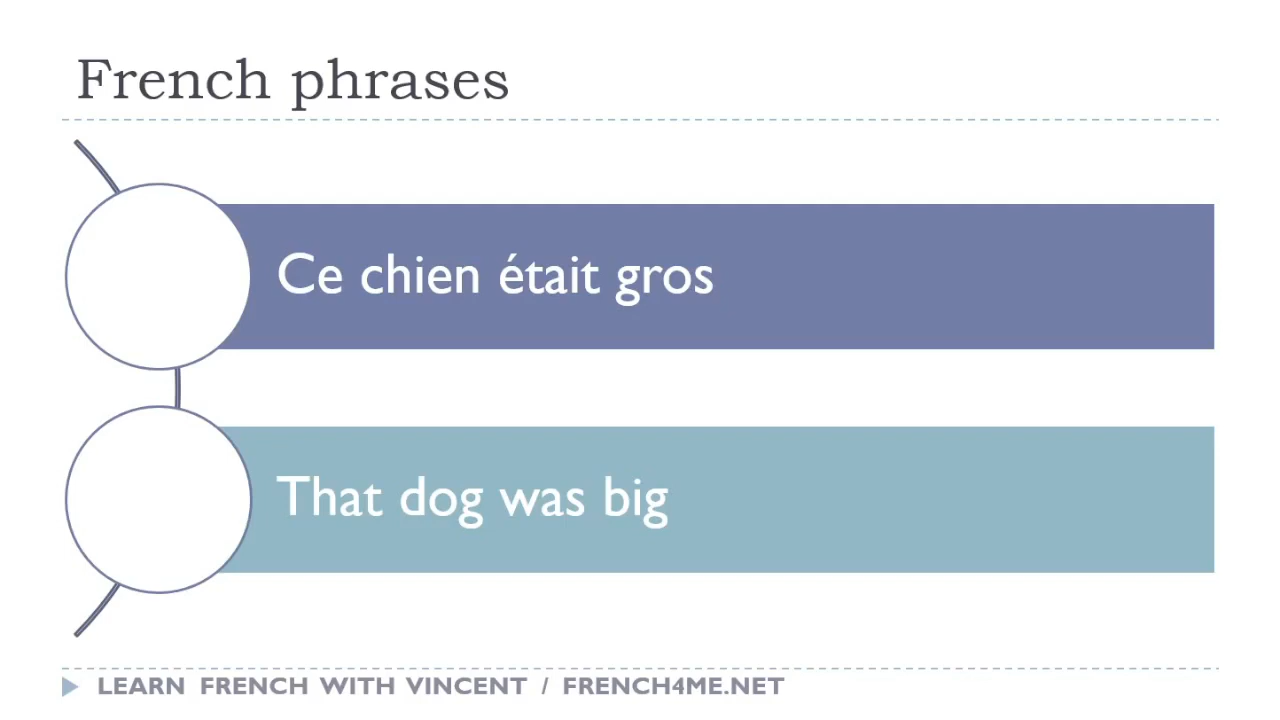 French phrases
Ce chien était gros
That dog was big
LEARN FRENCH WITH VINCENT / FRENCH4ME.NET